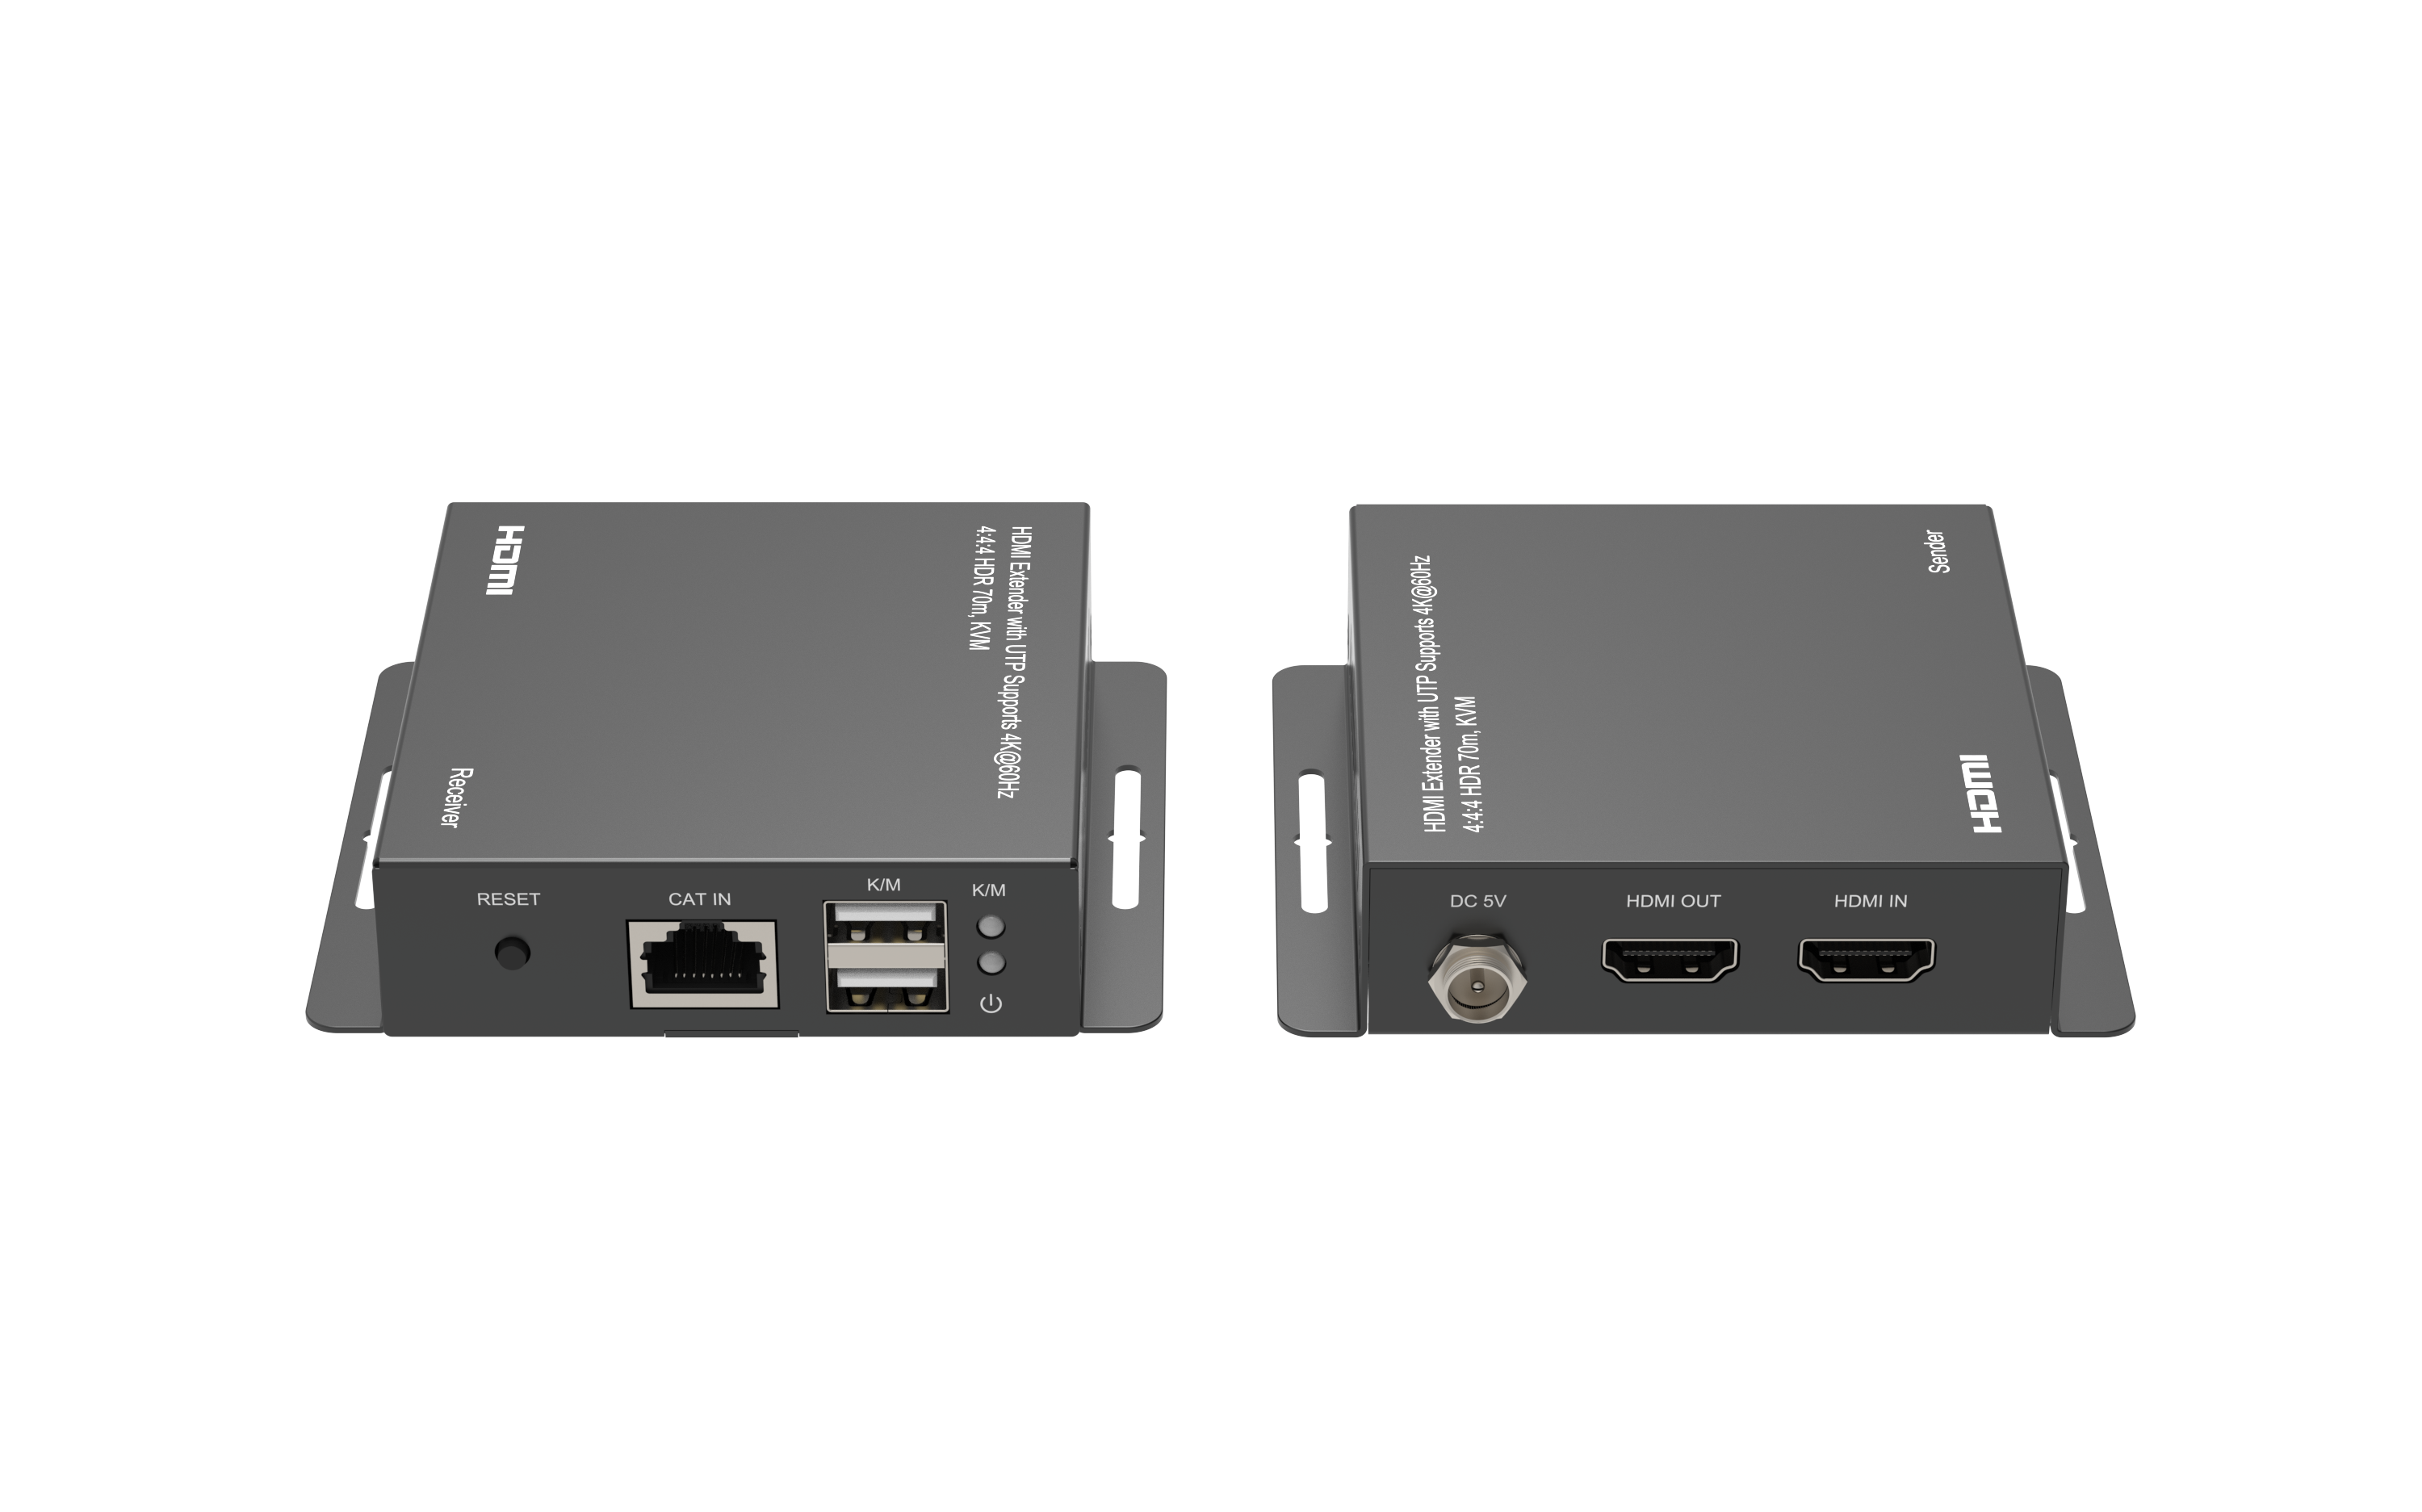 HDMI
HDMI Extender with UTP Supports 4K@60Hz
4:4:4 HDR 70m, KVM
Receiver
RESET
CAT IN
K/M
K/M
HDMI Extender with UTP Supports 4K@60Hz
4:4:4 HDR 70m, KVM
Sender
HDMI
DC 5V
HDMI OUT
HDMI IN